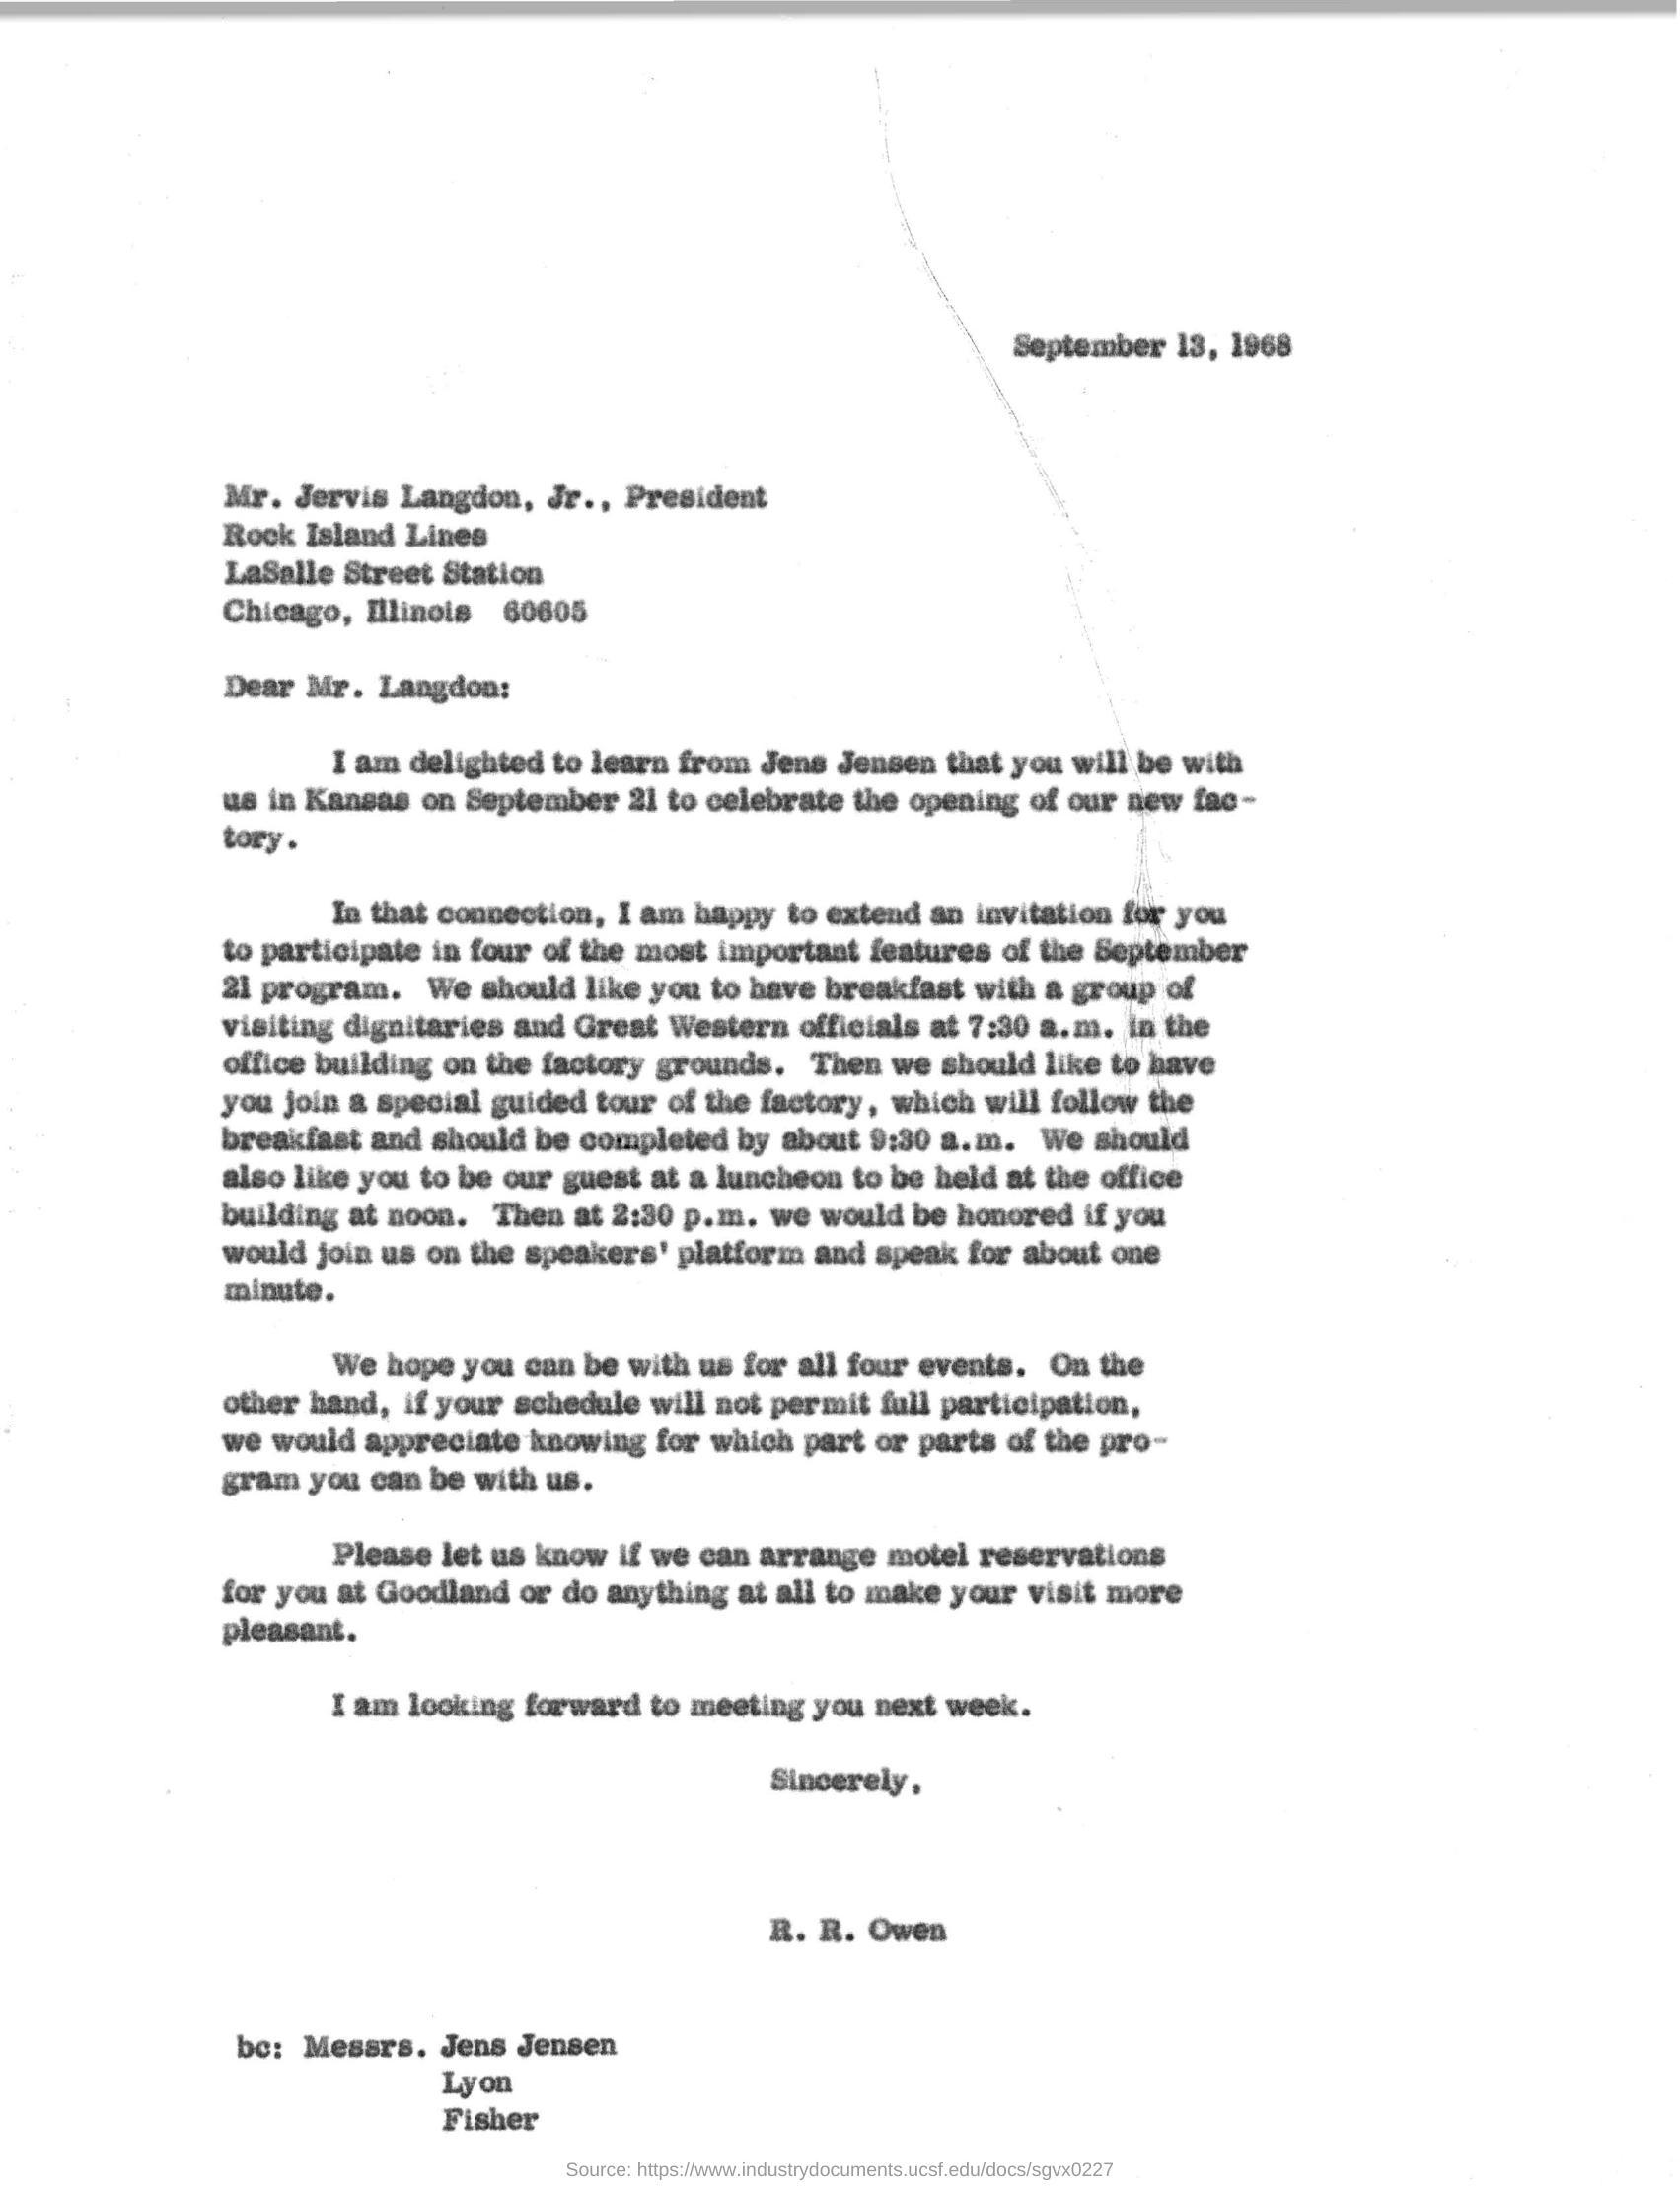 September 13, 1968
Mr. Jervis Langdon, Jr., President
Rock Island Lines
LaSalle Street Station
Chicago, Illinois 60605
Dear Mr. Langdon:
I am delighted to learn from Jens Jensen that you will be with
us in Kansas on September 21 to celebrate the opening of our new fac-
tory.
In that connection, I am happy to extend an invitation for you
to participate in four of the most important features of the September
21 program. We should like you to have breakfast with a group of
visiting dignitaries and Great Western officials at 7:30 a.m. in the
office building on the factory grounds. Then we should like to have
you join a special guided tour of the factory, which will follow the
breakfast and should be completed by about 9:30 a.m. We should
also like you to be our guest at a luncheon to be held at the office
building at noon. Then at 2:30 p.m. we would be honored if you
would join us on the speakers' platform and speak for about one
minute.
We hope you can be with us for all four events. On the
other hand, if your schedule will not permit full participation,
we would appreciate knowing for which part or parts of the pro-
gram you can be with us.
Please let us know if we can arrange motel reservations
for you at Goodland or do anything at all to make your visit more
pleasant.
I am looking forward to meeting you next week.
Sincerely,
R. R. Owen
bc: Messrs. Jens Jensen
Lyon
Fisher
Source: https://www.industrydocuments.ucsf.edu/docs/sgvx0227